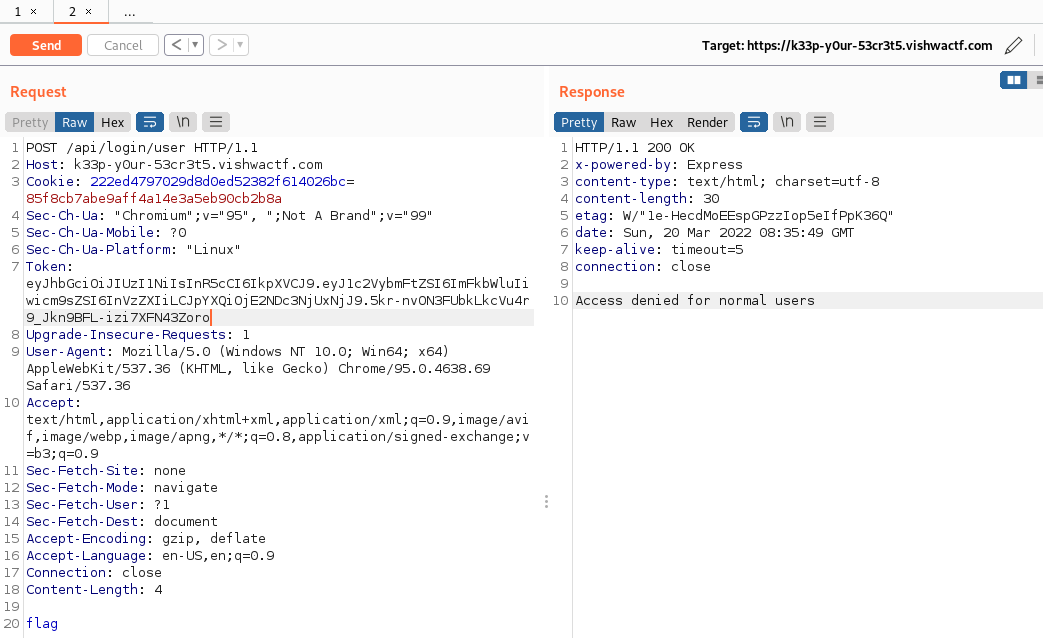 1 × 2 × ...
Send Cancel < > Target: https://k33p-y0ur-53cr3t5.vishwactf.com
Request
Pretty Raw Hex \n
1 POST /api/login/user HTTP/1.1
2 Host: k33p-y0ur-53cr3t5.vishwactf.com
3 Cookie: 222ed4797029d8d0ed52382f614026bc=
85f8cb7abe9aff4a14e3a5eb90cb2b8a
4 Sec-Ch-Ua: "Chromium";v="95", ";Not A Brand";v="99"
5 Sec-Ch-Ua-Mobile: ?0
6 Sec-Ch-Ua-Platform: "Linux"
7 Token:
eyJhbGciOiJIUzI1NiIsInR5cCI6IkpXVCJ9.eyJ1c2VybmFtZSI6ImFkbWluIi
wicm9sZSI6InVzZXIiLCJpYXQiOjE2NDc3NjUxNjJ9.5kr-nvON3FUbkLkcVu4r
9_Jkn9BFL-izi7XFN43Zoro
8 Upgrade-Insecure-Requests: 1
9 User-Agent: Mozilla/5.0 (Windows NT 10.0; Win64; x64)
AppleWebKit/537.36 (KHTML, like Gecko) Chrome/95.0.4638.69
Safari/537.36
10 Accept:
text/html,application/xhtml+xml,application/xml;q=0.9,image/avi
f,image/webp,image/apng,*/*;q=0.8,application/signed-exchange;v
=b3;q=0.9
11 Sec-Fetch-Site: none
12 Sec-Fetch-Mode: navigate
13 Sec-Fetch-User: ?1
14 Sec-Fetch-Dest: document
15 Accept-Encoding: gzip, deflate
16 Accept-Language: en-US,en;q=0.9
17 Connection: close
18 Content-Length: 4
19
20 flag
Response
Pretty Raw Hex Render \n
1 HTTP/1.1 200 OK
2 x-powered-by: Express
3 content-type: text/html; charset=utf-8
4 content-length: 30
5 etag: W/"1e-HecdMoEEspGPzzIop5eIfPpK36Q"
6 date: Sun, 20 Mar 2022 08:35:49 GMT
7 keep-alive: timeout=5
8 connection: close
9
10 Access denied for normal users